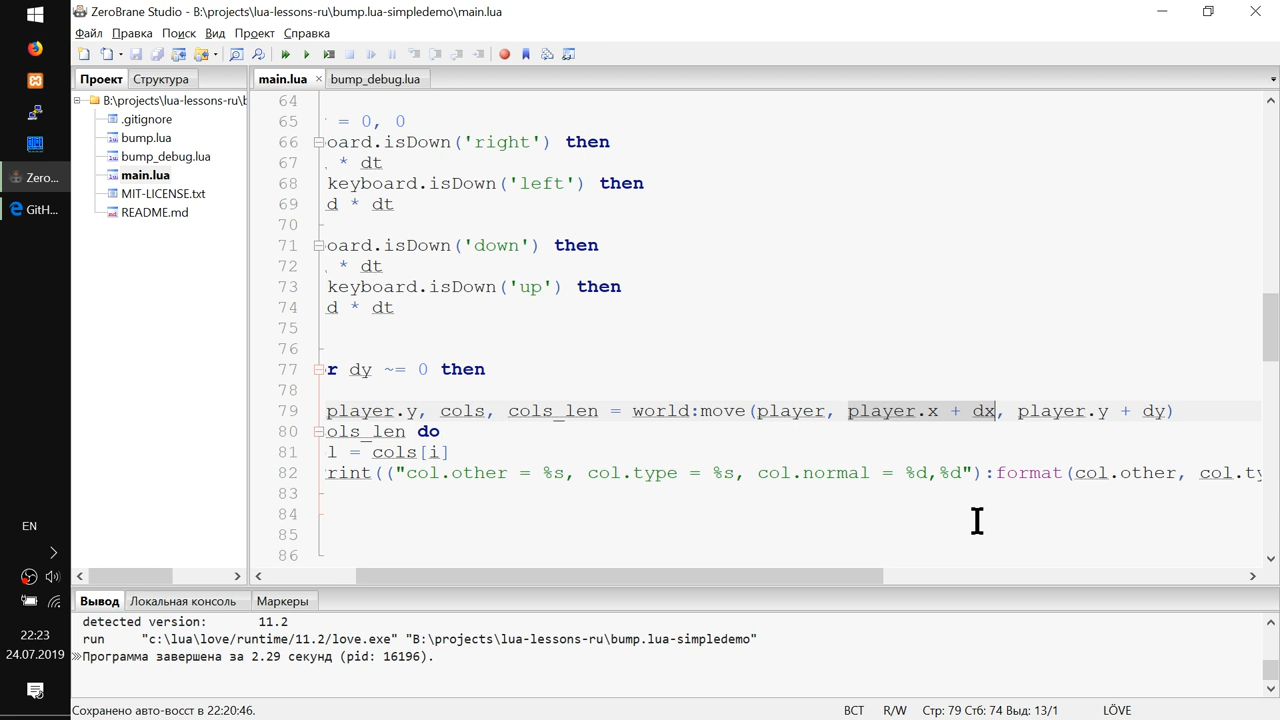 ZeroBrane Studio - B:\projects\lua-lessons-ru\bump.lua-simpledemo\main.lua
Файл Правка Поиск Вид Проект Справка
Проект Структура
main.lua bump_debug.lua
B:\projects\lua-lessons-ru\b
.gitignore
bump.lua
bump_debug.lua
main.lua
MIT-LICENSE.txt
README.md
Zero...
GitH...
EN
22:23
24.07.2019
64
65 = 0, 0
66 oard.isDown('right') then
67 * dt
68 keyboard.isDown('left') then
69 d * dt
70
71 oard.isDown('down') then
72 * dt
73 keyboard.isDown('up') then
74 d * dt
75
76
77 r dy ~= 0 then
78
79 player.y, cols, cols_len = world:move(player, player.x + dx, player.y + dy)
80 ols_len do
81 l = cols[i]
82 rint(("col.other = %s, col.type = %s, col.normal = %d,%d"):format(col.other, col.ty
83
84
85
86
Вывод Локальная консоль Маркеры
detected version: 11.2
run "c:\lua\love/runtime/11.2/love.exe" "B:\projects\lua-lessons-ru\bump.lua-simpledemo"
Программа завершена за 2.29 секунд (pid: 16196).
Сохранено авто-восст в 22:20:46.
ВСТ R/W Стр: 79 Стб: 74 Выд: 13/1 LÖVE